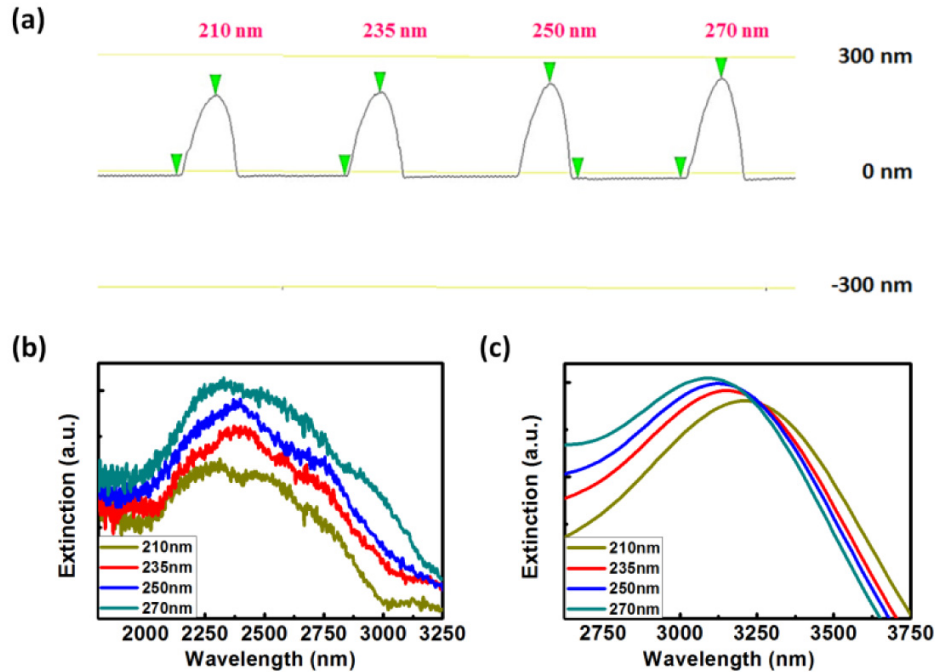 (a)
210 nm 235 nm 250 nm 270 nm
300 nm
0 nm
-300 nm
(b)
Extinction (a.u.)
210nm
235nm
250nm
270nm
2000 2250 2500 2750 3000 3250
Wavelength (nm)
(c)
Extinction (a.u.)
210nm
235nm
250nm
270nm
2750 3000 3250 3500 3750
Wavelength (nm)